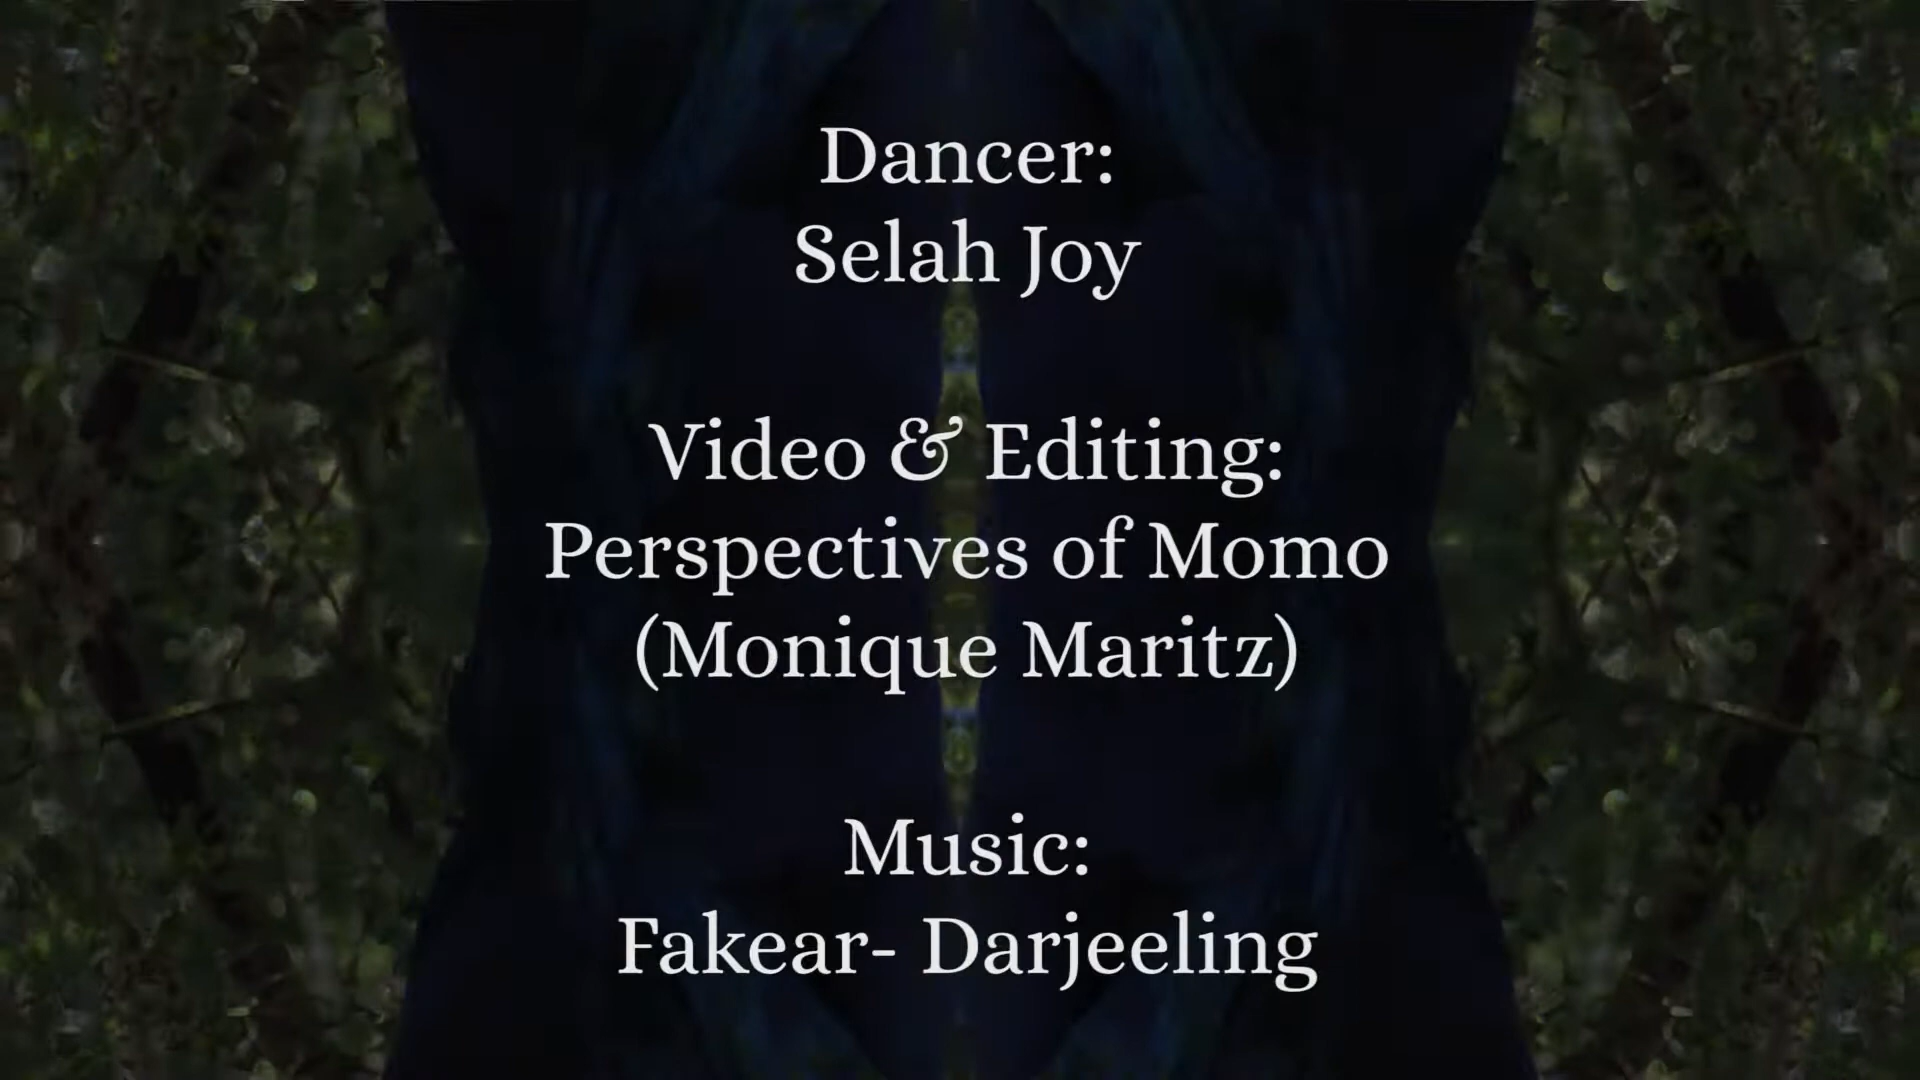 Dancer:
Selah Joy
Video & Editing:
Perspectives of Momo
(Monique Maritz)
Music:
Fakear- Darjeeling